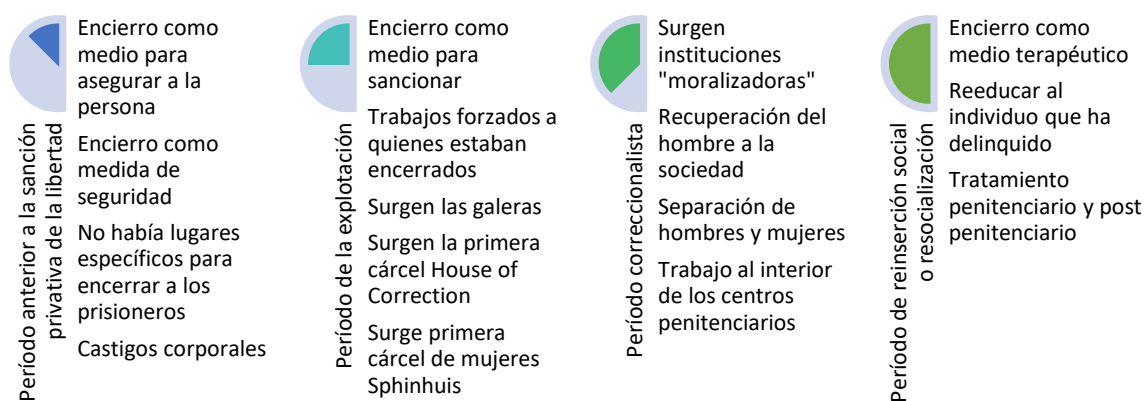 Período anterior a la sanción
privativa de la libertad
Encierro como
medio para
asegurar a la
persona
Encierro como
medida de
seguridad
No había lugares
específicos para
encerrar a los
prisioneros
Castigos corporales
Período de la explotación
Encierro como
medio para
sancionar
Trabajos forzados a
quienes estaban
encerrados
Surgen las galeras
Surgen la primera
cárcel House of
Correction
Surge primera
cárcel de mujeres
Sphinhuis
Período correccionalista
Surgen
instituciones
"moralizadoras"
Recuperación del
hombre a la
sociedad
Separación de
hombres y mujeres
Trabajo al interior
de los centros
penitenciarios
Período de reinserción social
o resocialización
Encierro como
medio terapéutico
Reeducar al
individuo que ha
delinquido
Tratamiento
penitenciario y post
penitenciario